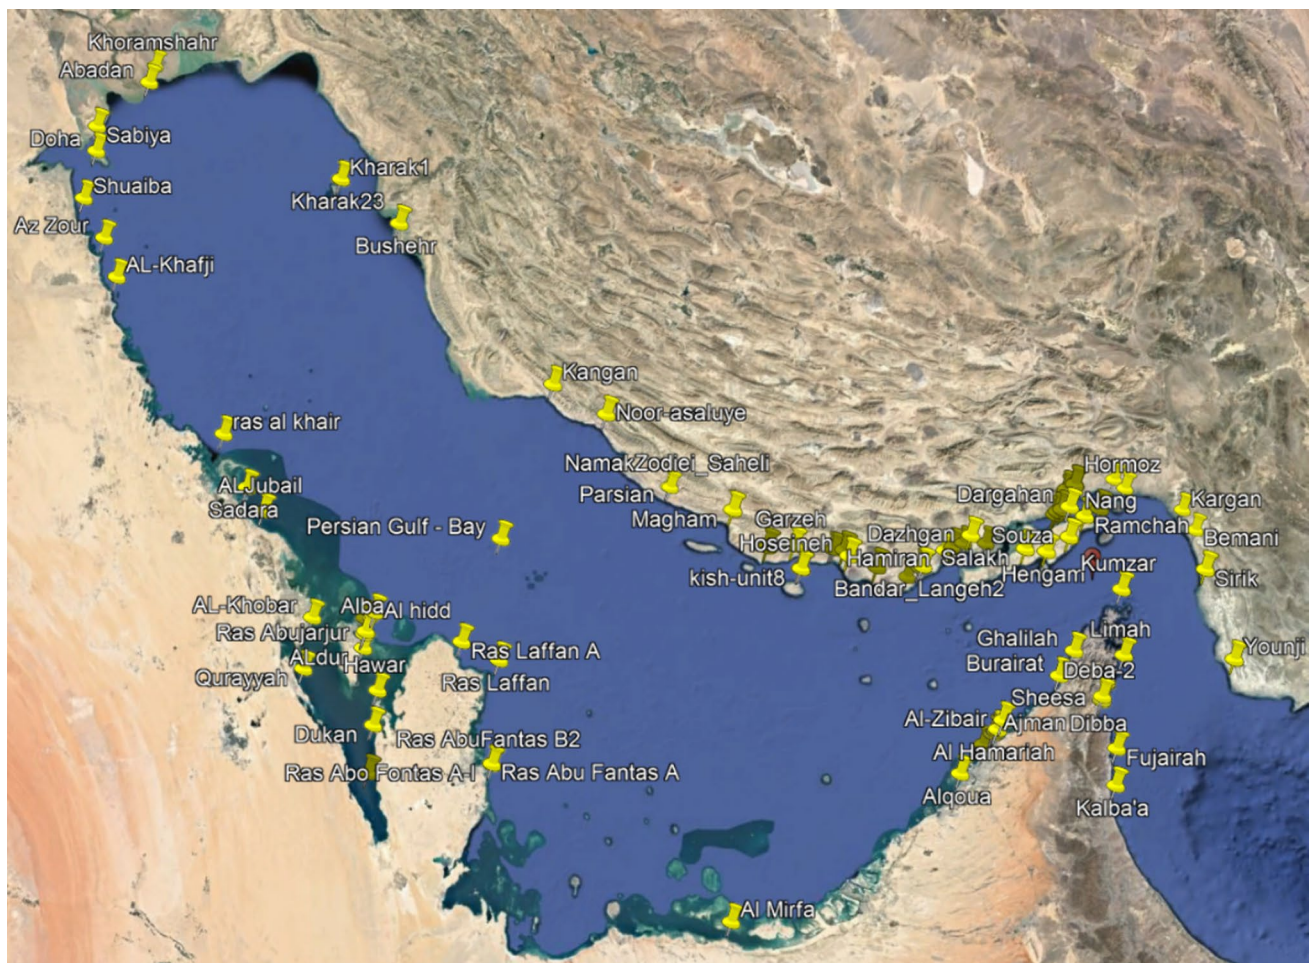 Khoramshahr
Abadan
Doha
Sabiya
Kharak1
Shuaiba
Kharak23
Az Zour
Bushehr
AL-Khafji
Kangan
Noor-asaluye
ras al khair
NamakZodiei_Saheli
Hormoz
ALJubail
Parsian
Dargahan
Nang
Kargan
Sadara
Magham
Garzeh
Persian Gulf - Bay
Dazhgan
Souza
Ramchah
Bemani
Hoseineh
Hamiran
Salakh
Kumzar
kish-unit8
Hengam
Sirik
Bandar_Langeh2
AL-Khobar
Alba
Al hidd
Ras Abujarjur
Limah
Ghalilah
Younji
Ras Laffan A
ALdur
Hawar
Burairat
Deba-2
Qurayyah
Ras Laffan
Sheesa
Al-Zibair
Ajman
Dibba
Dukan
Ras AbuFantas B2
Al Hamariah
Fujairah
Ras Abo Fontas A-I
Ras Abu Fantas A
Alqoua
Kalba'a
Al Mirfa